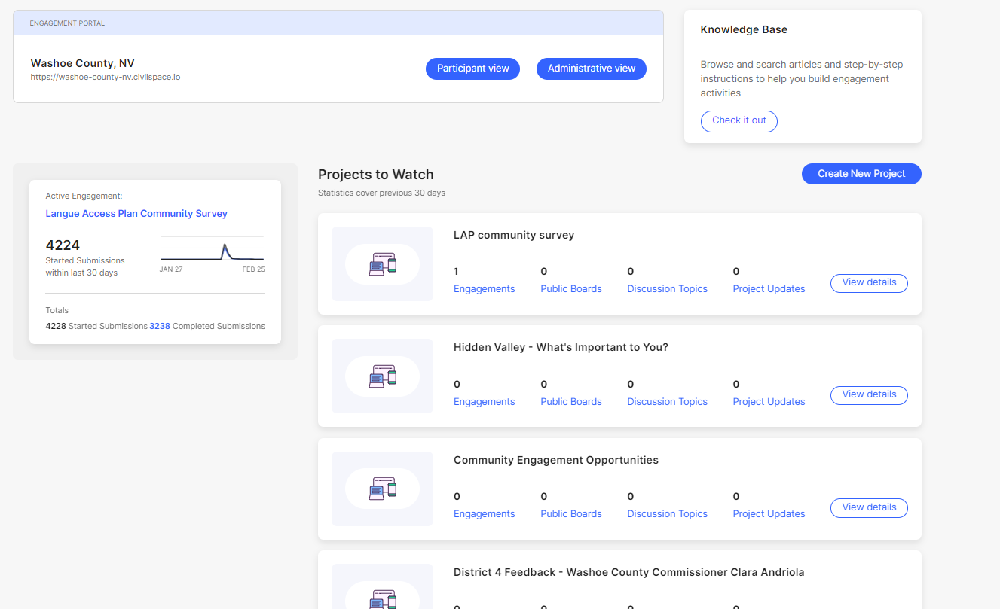 ENGAGEMENT PORTAL
Washoe County, NV
https://washoe-county-nv.civilspace.io
Participant view
Administrative view
Knowledge Base
Browse and search articles and step-by-step
instructions to help you build engagement
activities
Check it out
Active Engagement:
Langue Access Plan Community Survey
4224
Started Submissions
within last 30 days
JAN 27
FEB 25
Totals
4228 Started Submissions 3238 Completed Submissions
Projects to Watch
Statistics cover previous 30 days
Create New Project
LAP community survey
1 0 0 0
Engagements Public Boards Discussion Topics Project Updates
View details
Hidden Valley - What's Important to You?
0 0 0 0
Engagements Public Boards Discussion Topics Project Updates
View details
Community Engagement Opportunities
0 0 0 0
Engagements Public Boards Discussion Topics Project Updates
View details
District 4 Feedback - Washoe County Commissioner Clara Andriola